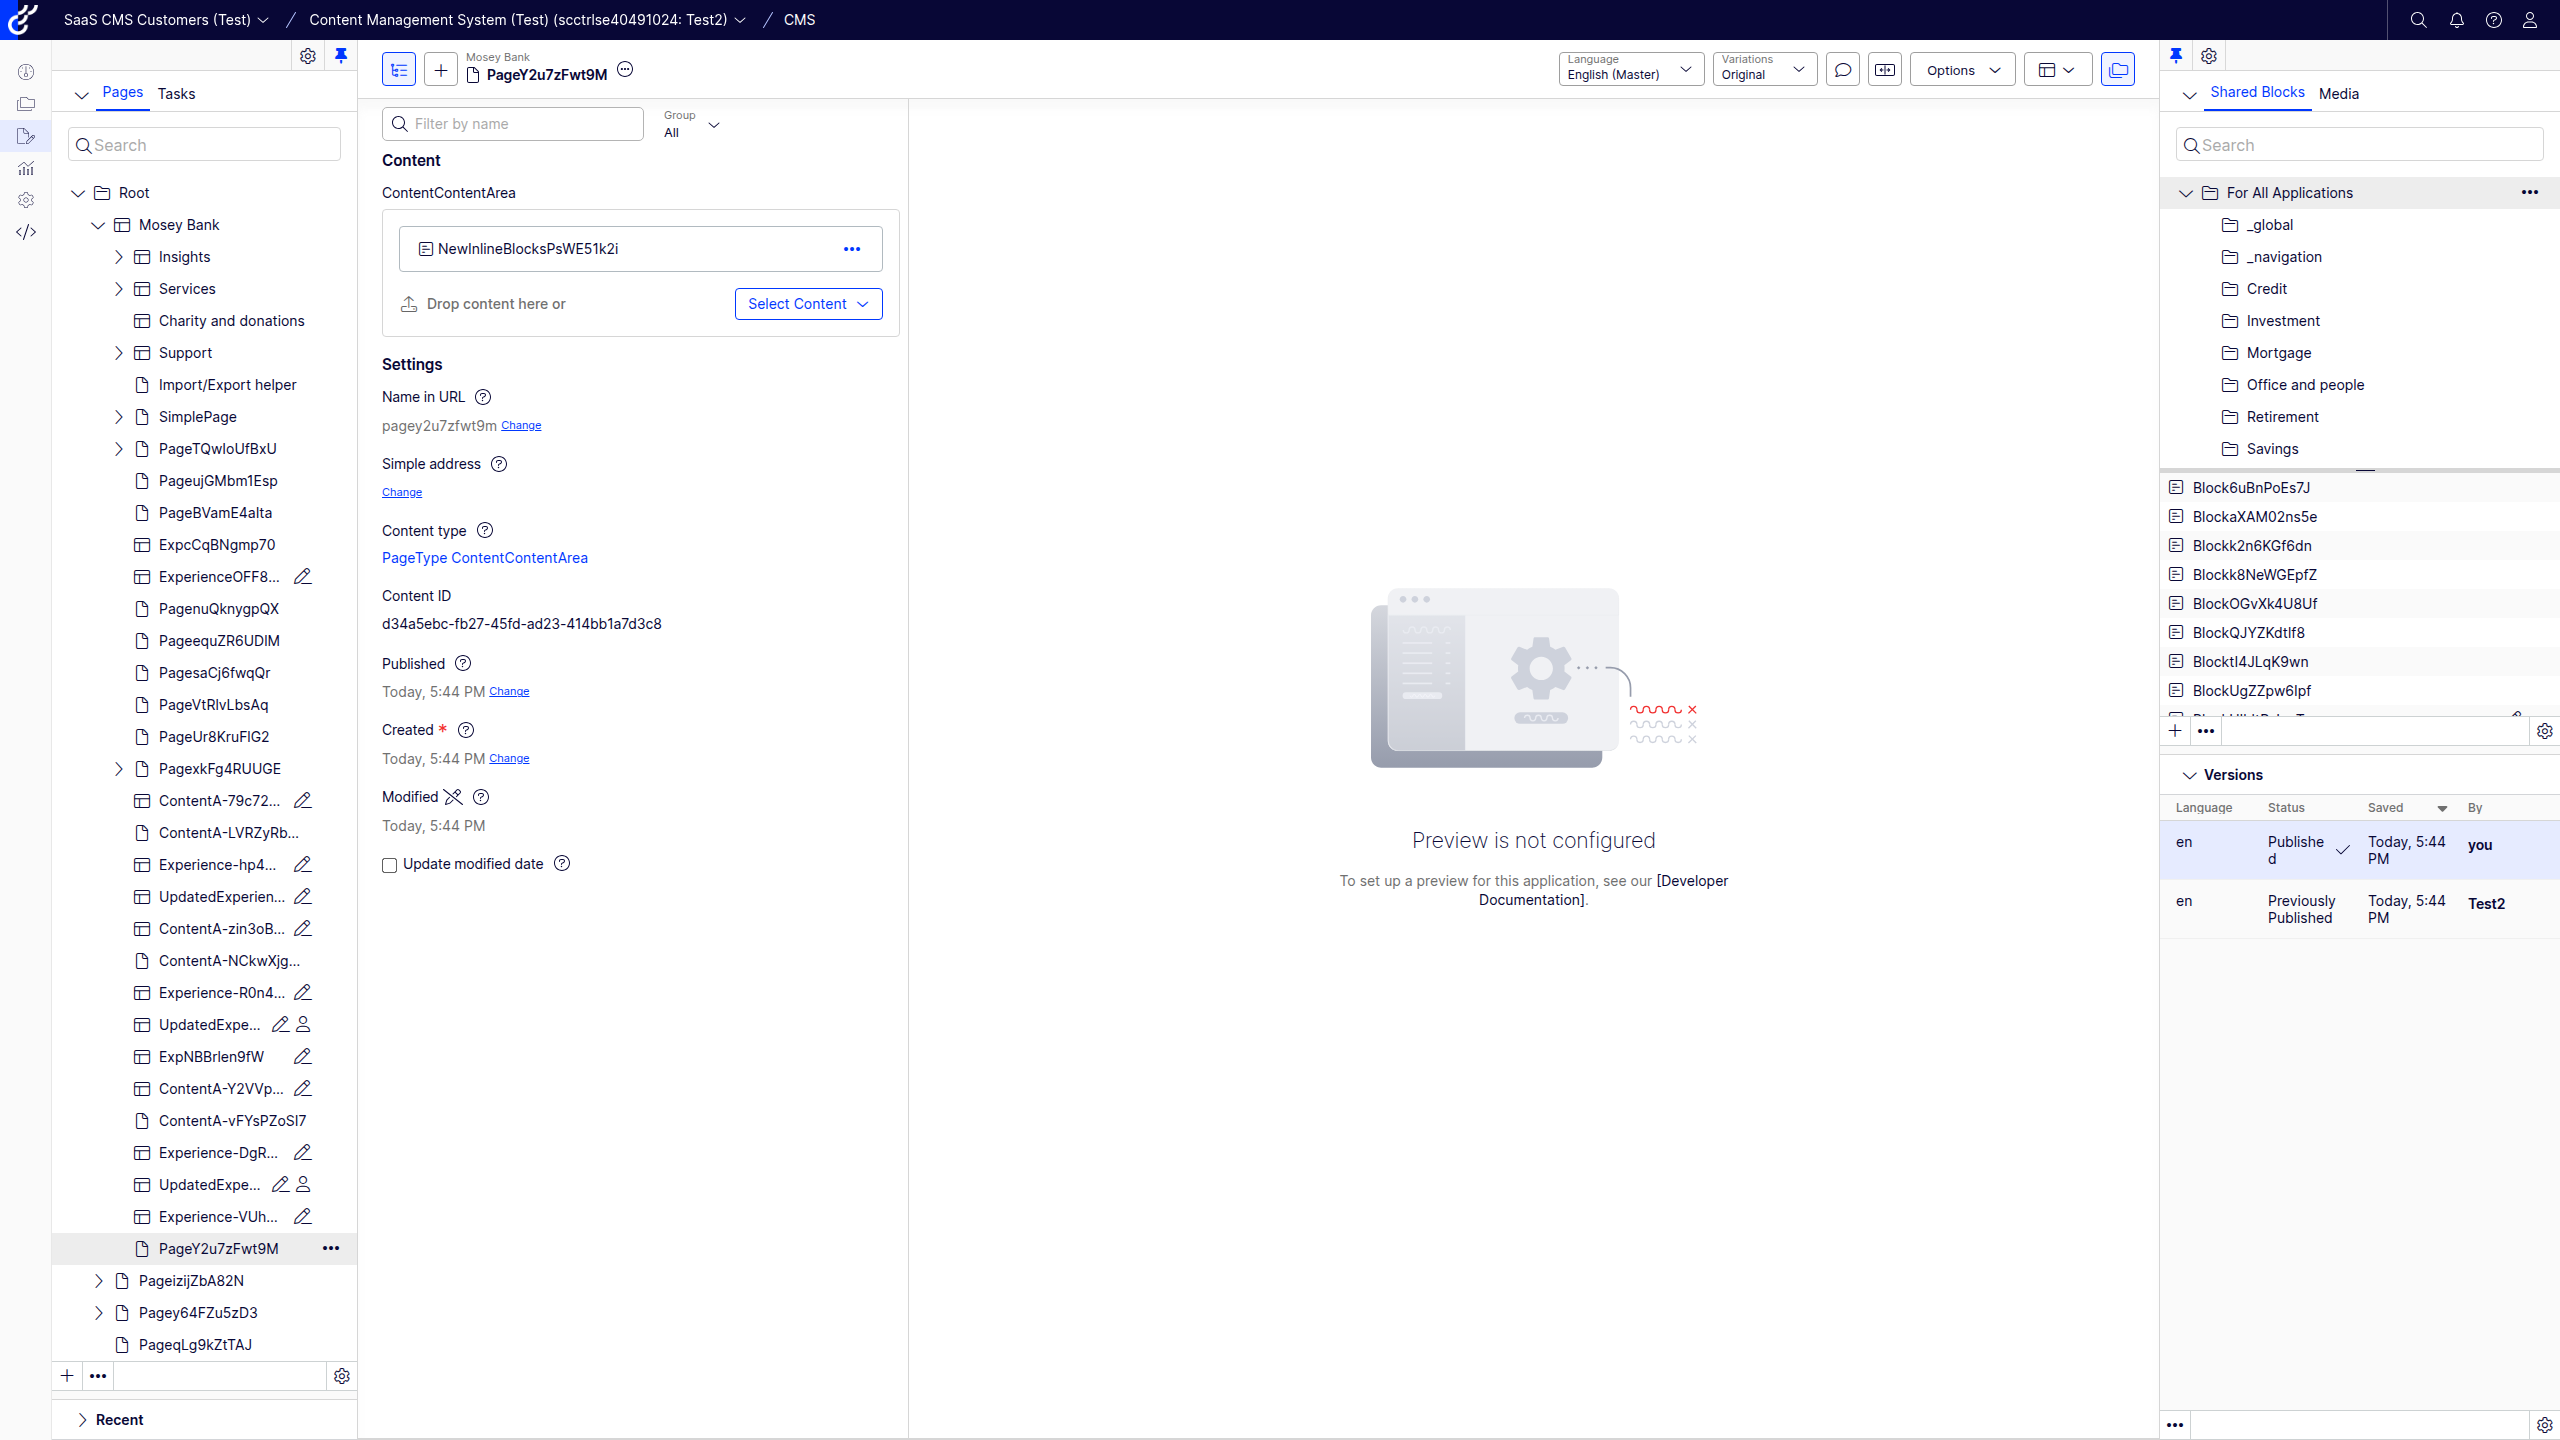 SaaS CMS Customers (Test)
Content Management System (Test) (scctrlse40491024: Test2)
CMS
Pages
Tasks
Search
Root
Mosey Bank
Insights
Services
Charity and donations
Support
Import/Export helper
SimplePage
PageTQwIoUfBxU
PageujGMbm1Esp
PageBVamE4aIta
ExpcCqBNgmp70
ExperienceOFF8...
PagenuQknygpQX
PageequZR6UDIM
PagesaCj6fwqQr
PageVtRlvLbsAq
PageUr8KruFIG2
PagexkFg4RUUGE
ContentA-79c72...
ContentA-LVRZyRb...
Experience-hp4...
UpdatedExperien...
ContentA-zin3oB...
ContentA-NCkwXjg...
Experience-R0n4...
UpdatedExpe...
ExpNBBrlen9fW
ContentA-Y2VVp...
ContentA-vFYsPZoSI7
Experience-DgR...
UpdatedExpe...
Experience-VUh...
PageY2u7zFwt9M
PageizijZbA82N
Pagey64FZu5zD3
PageqLg9kZtTAJ
Recent
Mosey Bank
PageY2u7zFwt9M
Language
English (Master)
Variations
Original
Options
Filter by name
Group
All
Content
ContentContentArea
NewInlineBlocksPsWE51k2i
Drop content here or
Select Content
Settings
Name in URL
pagey2u7zfwt9m Change
Simple address
Change
Content type
PageType ContentContentArea
Content ID
d34a5ebc-fb27-45fd-ad23-414bb1a7d3c8
Published
Today, 5:44 PM Change
Created *
Today, 5:44 PM Change
Modified
Today, 5:44 PM
Update modified date
Preview is not configured
To set up a preview for this application, see our [Developer
Documentation].
Shared Blocks
Media
Search
For All Applications
_global
_navigation
Credit
Investment
Mortgage
Office and people
Retirement
Savings
Block6uBnPoEs7J
BlockaXAM02ns5e
Blockk2n6KGf6dn
Blockk8NeWGEpfZ
BlockOGvXk4U8Uf
BlockQJYZKdtIf8
BlocktI4JLqK9wn
BlockUgZZpw6Ipf
Versions
Language Status Saved By
en Publishe Today, 5:44 you
d PM
en Previously Today, 5:44 Test2
Published PM